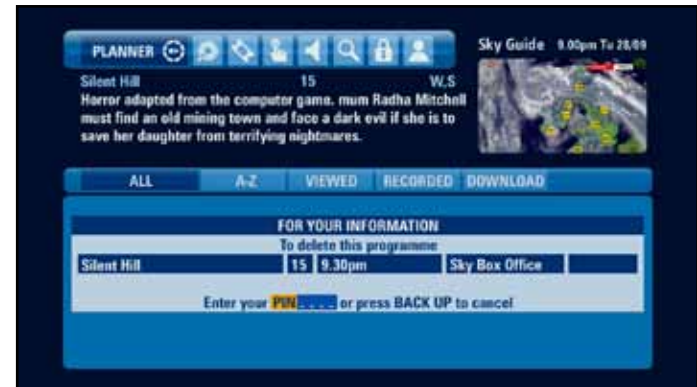 PLANNER
Sky Guide 9.00pm Tu 28/09
Silent Hill 15 W,S
Horror adapted from the computer game. mum Radha Mitchell
must find an old mining town and face a dark evil if she is to
save her daughter from terrifying nightmares.
ALL A-Z VIEWED RECORDED DOWNLOAD
FOR YOUR INFORMATION
To delete this programme
Silent Hill 15 9.30pm Sky Box Office
Enter your PIN . . . . or press BACK UP to cancel